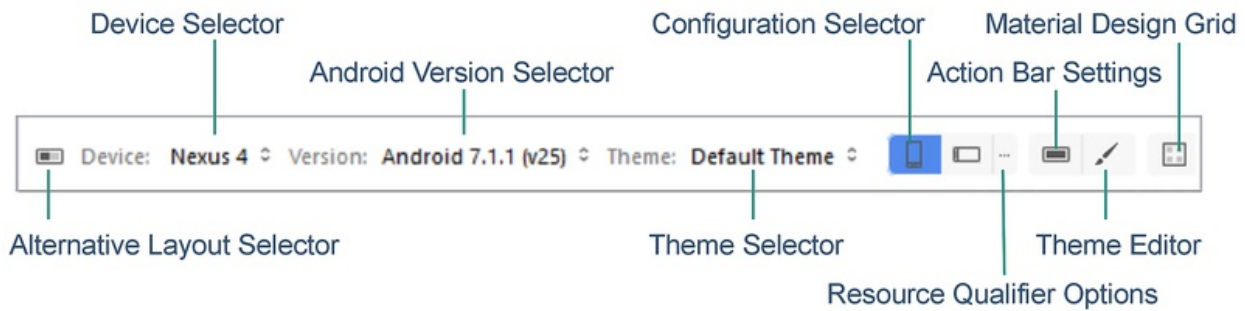 Device Selector
Configuration Selector
Material Design Grid
Android Version Selector
Action Bar Settings
Device: Nexus 4 Version: Android 7.1.1 (v25) Theme: Default Theme ...
Alternative Layout Selector
Theme Selector
Theme Editor
Resource Qualifier Options